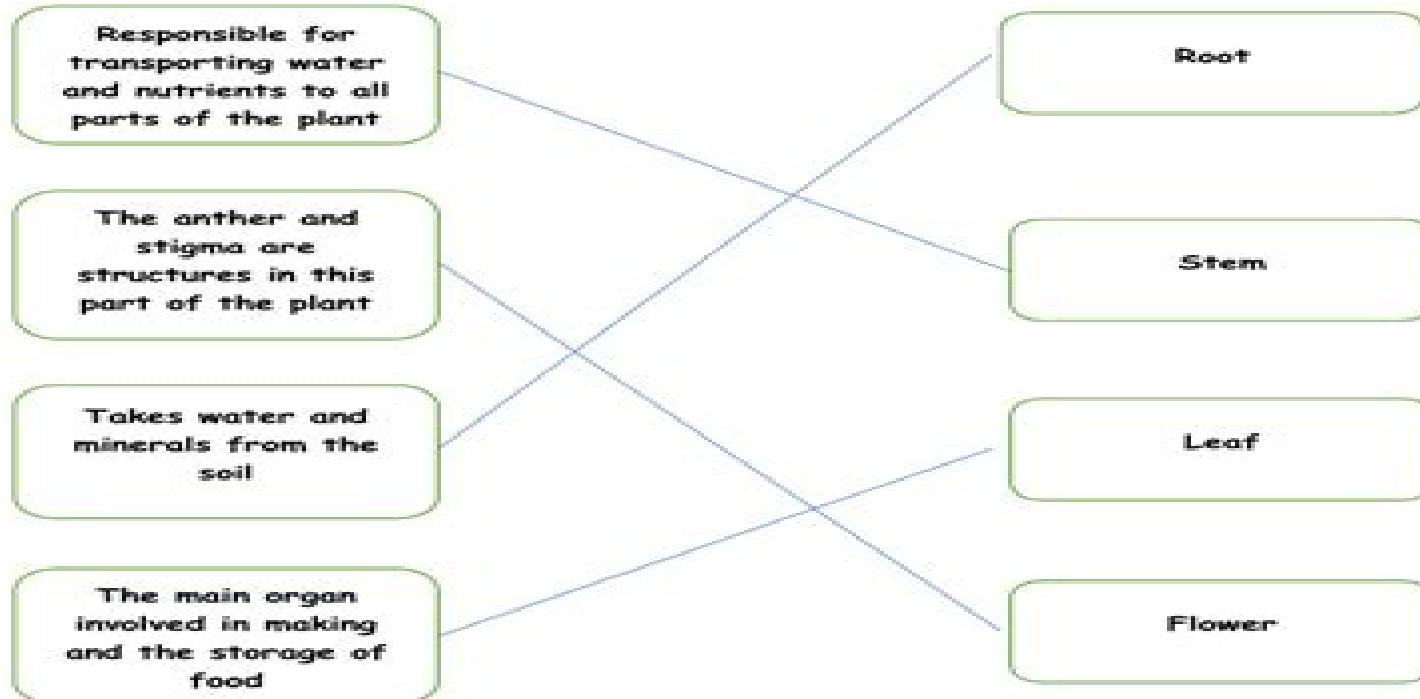 Responsible for
transporting water
and nutrients to all
parts of the plant
The anther and
stigma are
structures in this
part of the plant
Takes water and
minerals from the
soil
The main organ
involved in making
and the storage of
food
Root
Stem
Leaf
Flower